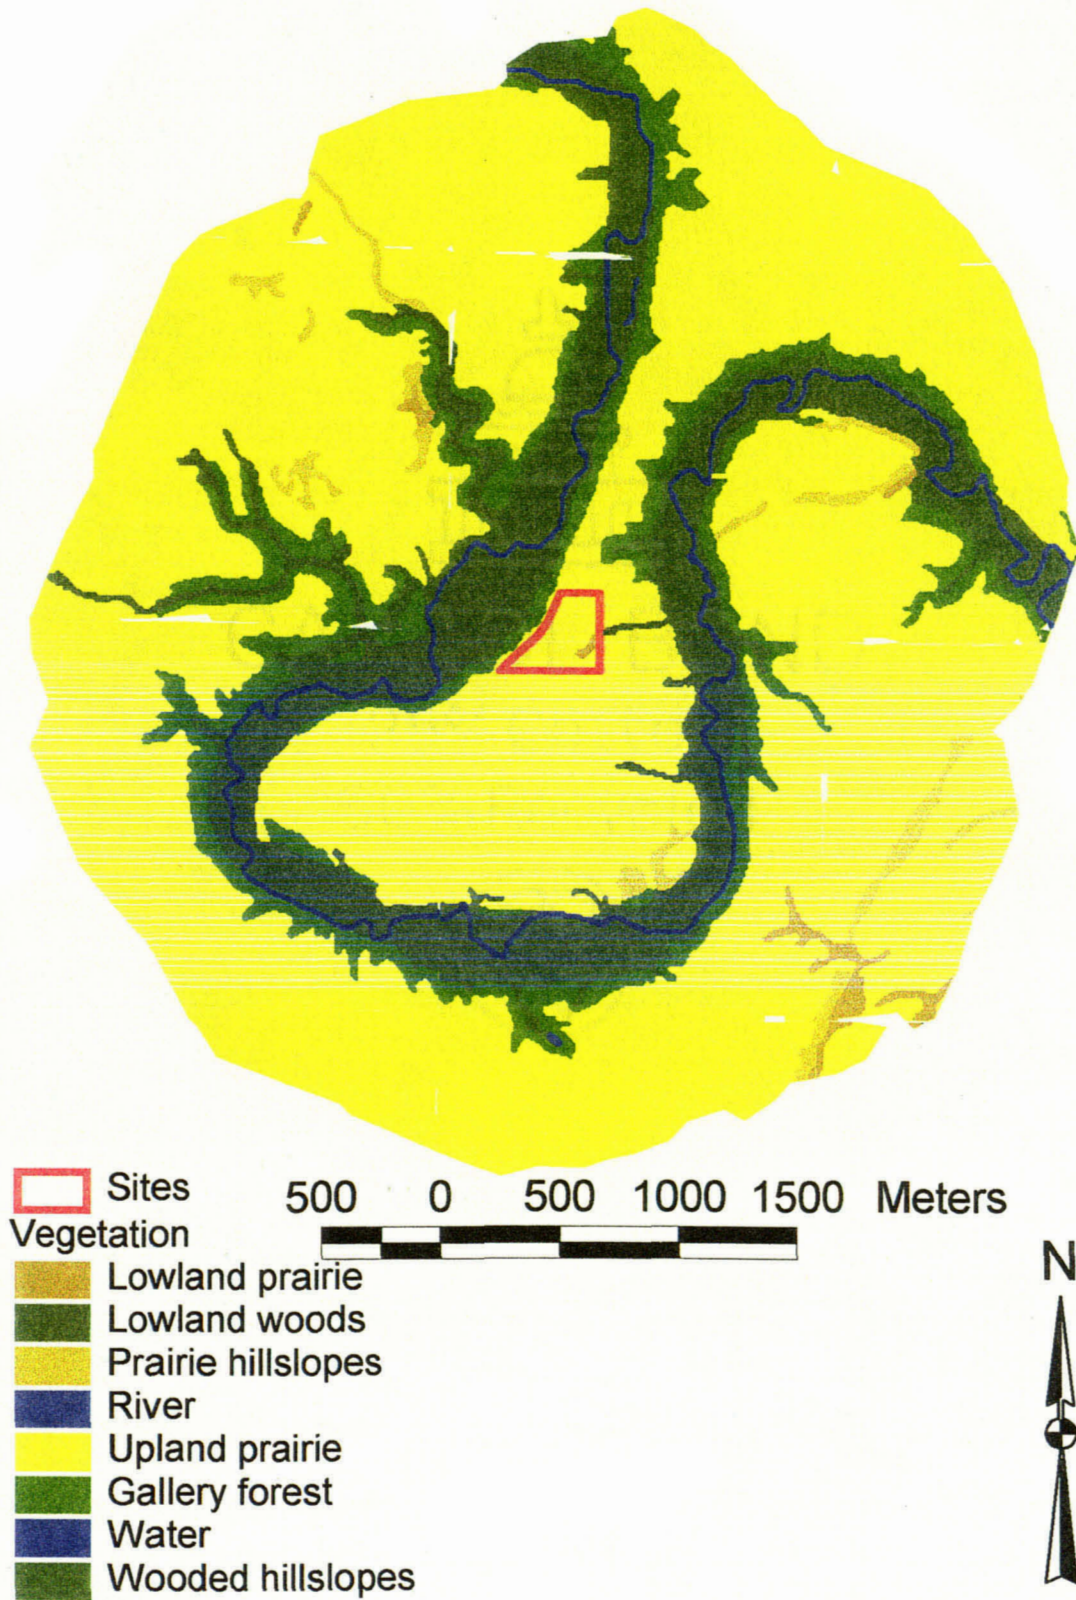 Sites
500 0 500 1000 1500 Meters
Vegetation
N
Lowland prairie
Lowland woods
Prairie hillslopes
River
Upland prairie
Gallery forest
Water
Wooded hillslopes